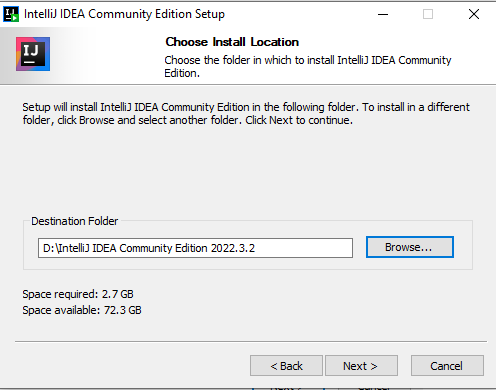 IntelliJ IDEA Community Edition Setup
IJ
Choose Install Location
Choose the folder in which to install IntelliJ IDEA Community
Edition.
Setup will install IntelliJ IDEA Community Edition in the following folder. To install in a different
folder, click Browse and select another folder. Click Next to continue.
Destination Folder
D:\IntelliJ IDEA Community Edition 2022.3.2
Browse...
Space required: 2.7 GB
Space available: 72.3 GB
< Back
Next >
Cancel